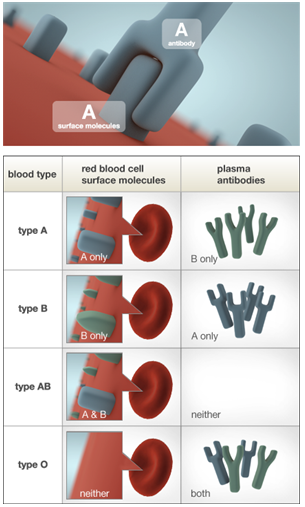 A
antibody
A
surface molecules
blood type
red blood cell
surface molecules
plasma
antibodies
type A
A only
B only
type B
B only
A only
type AB
A & B
neither
type O
neither
both